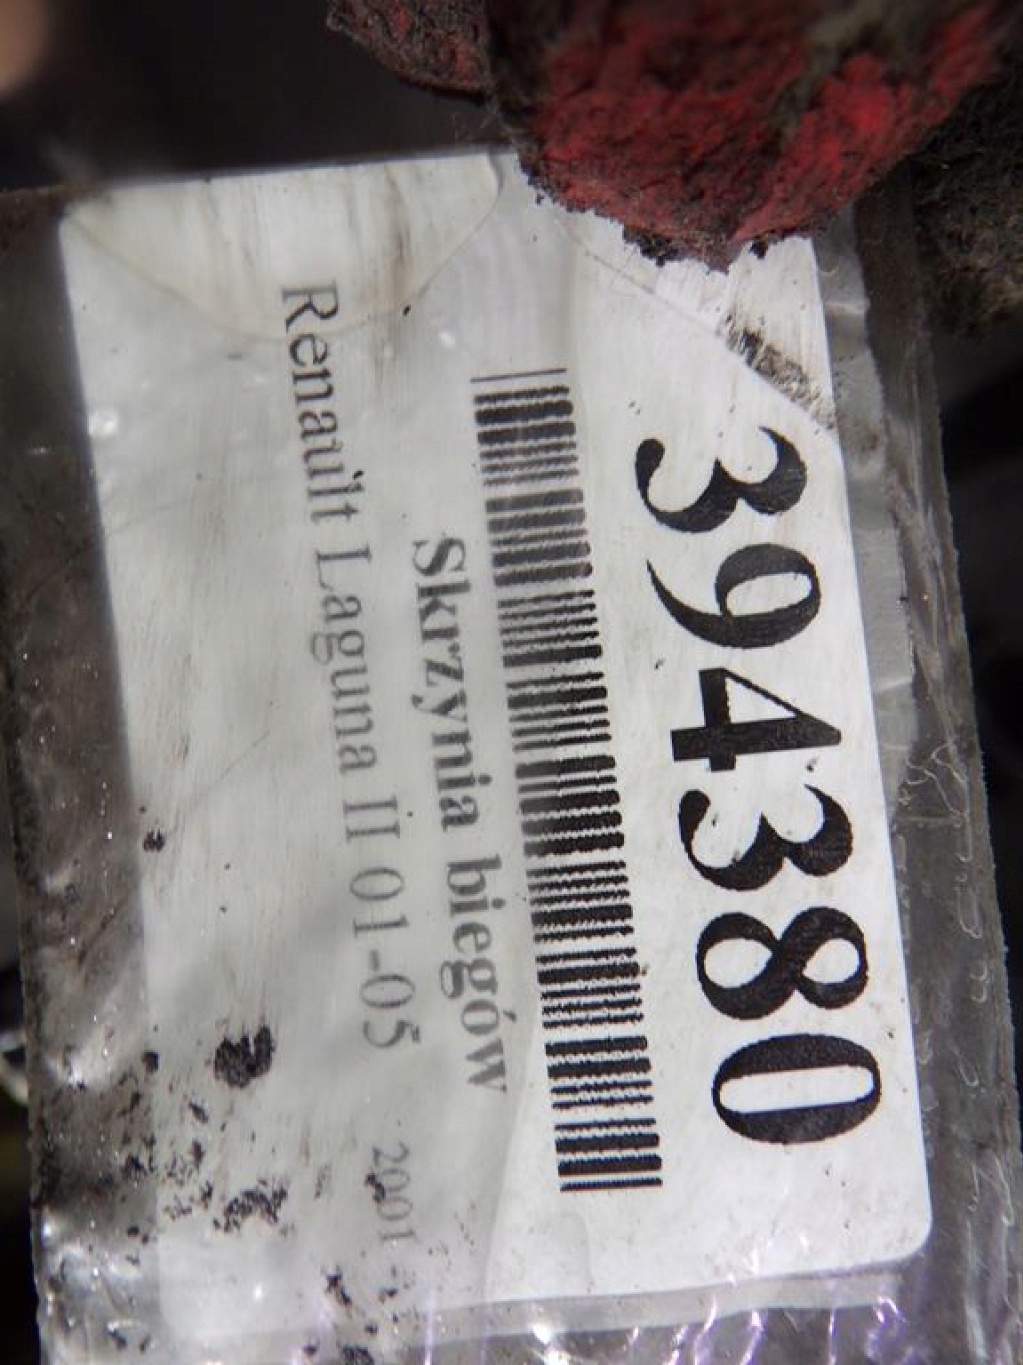 394380
Skrzynia biegów
Renault Laguna II 01-05
2001